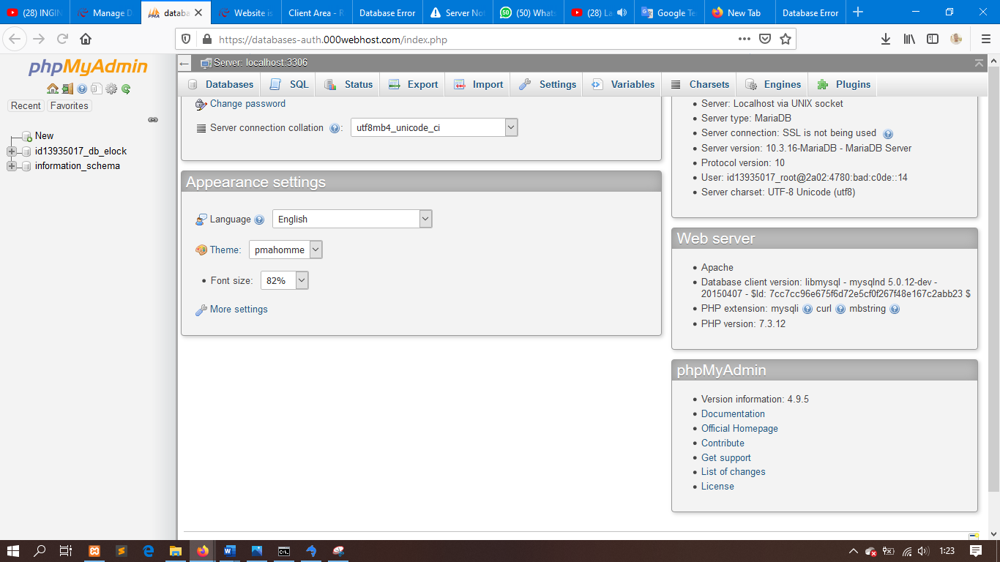 (28) INGIN
Manage D
databa
Website is
Client Area - R
Database Error
Server No
(50) Whats
(28) La
Google Te
New Tab
Database Error
https://databases-auth.000webhost.com/index.php
phpMyAdmin
Recent
Favorites
New
id13935017_db_elock
information_schema
Server: localhost:3306
Databases
SQL
Status
Export
Import
Settings
Variables
Charsets
Engines
Plugins
Change password
Server connection collation :
utf8mb4_unicode_ci
Appearance settings
Language
English
Theme:
pmahomme
Font size:
82%
More settings
Server: Localhost via UNIX socket
Server type: MariaDB
Server connection: SSL is not being used
Server version: 10.3.16-MariaDB - MariaDB Server
Protocol version: 10
User: id13935017_root@2a02:4780:bad:c0de::14
Server charset: UTF-8 Unicode (utf8)
Web server
Apache
Database client version: libmysql - mysqlnd 5.0.12-dev -
20150407 - $Id: 7cc7cc96e675f6d72e5cf0f267f48e167c2abb23 $
PHP extension: mysqli curl mbstring
PHP version: 7.3.12
phpMyAdmin
Version information: 4.9.5
Documentation
Official Homepage
Contribute
Get support
List of changes
License
1:23